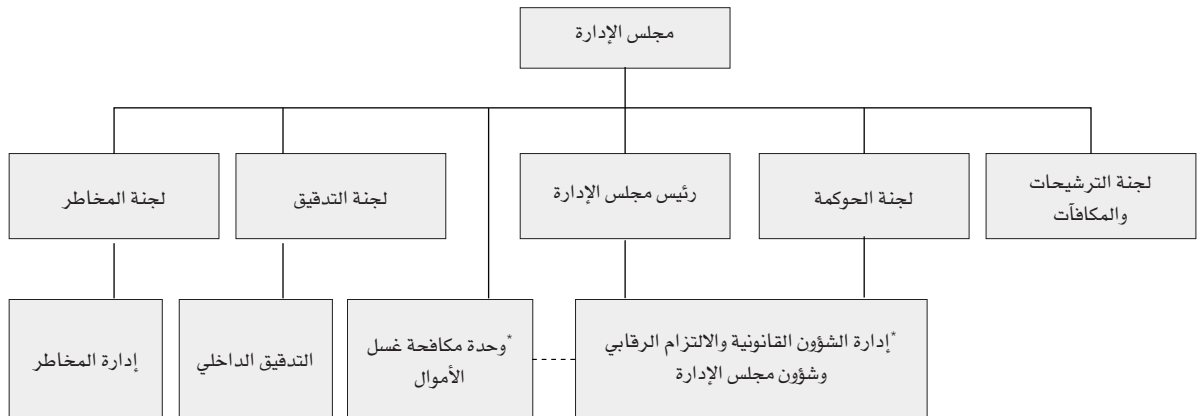 مجلس الإدارة
لجنة الترشيحات
والمكافآت
لجنة الحوكمة
رئيس مجلس الإدارة
لجنة التدقيق
لجنة المخاطر
*إدارة الشؤون القانونية والالتزام الرقابي
وشؤون مجلس الإدارة
*وحدة مكافحة غسل
الأموال
التدقيق الداخلي
إدارة المخاطر